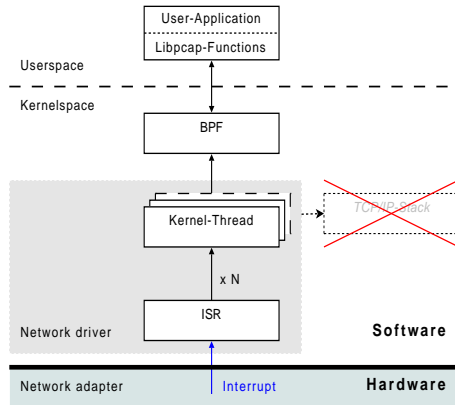 User-Application
Libpcap-Functions
Userspace
Kernelspace
BPF
TCP/IP-Stack
Kernel-Thread
x N
ISR
Network driver
Software
Network adapter
Interrupt
Hardware